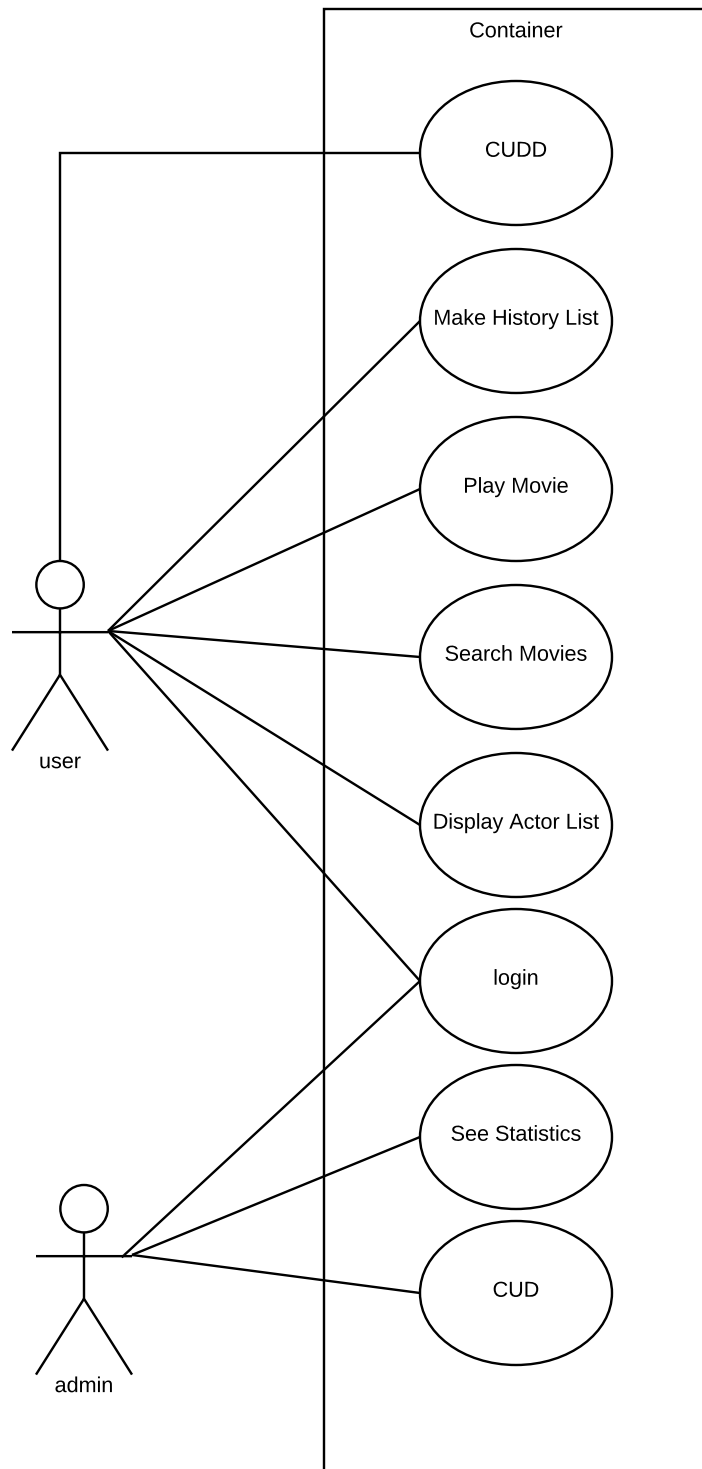 Container
CUDD
Make History List
Play Movie
Search Movies
user
Display Actor List
login
See Statistics
CUD
admin